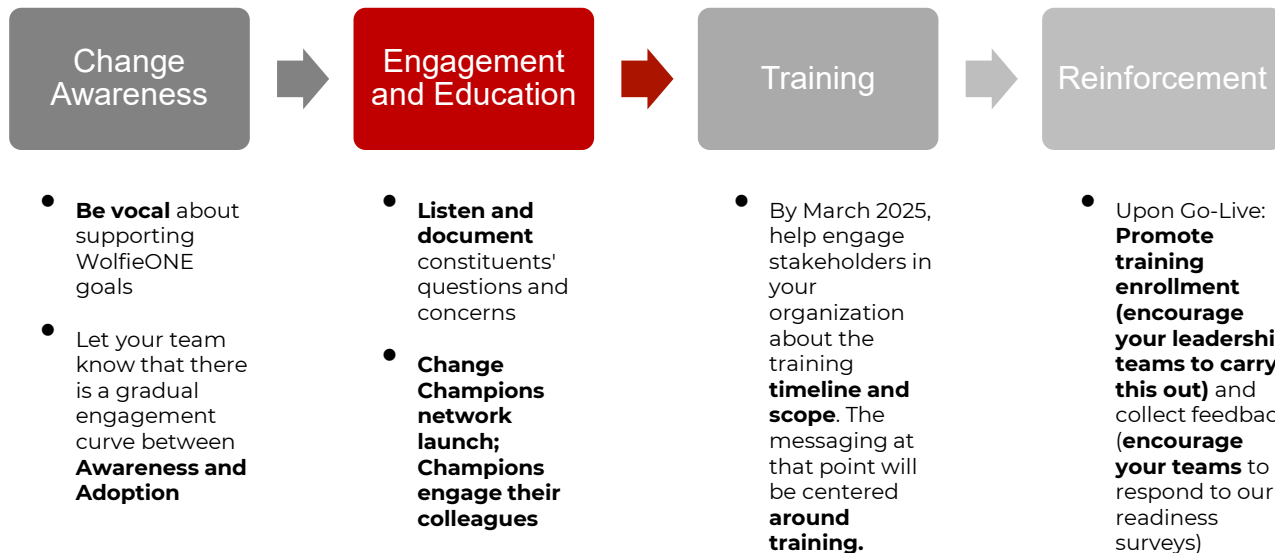 Change
Awareness
Engagement
and Education
Training
Reinforcement
• Be vocal about
supporting
WolfieONE
goals
• Let your team
know that there
is a gradual
engagement
curve between
Awareness and
Adoption
• Listen and
document
constituents'
questions and
concerns
• Change
Champions
network
launch;
Champions
engage their
colleagues
• By March 2025,
help engage
stakeholders in
your
organization
about the
training
timeline and
scope. The
messaging at
that point will
be centered
around
training.
• Upon Go-Live:
Promote
training
enrollment
(encourage
your leadershi
teams to carry
this out) and
collect feedbac
(encourage
your teams to
respond to our
readiness
surveys)